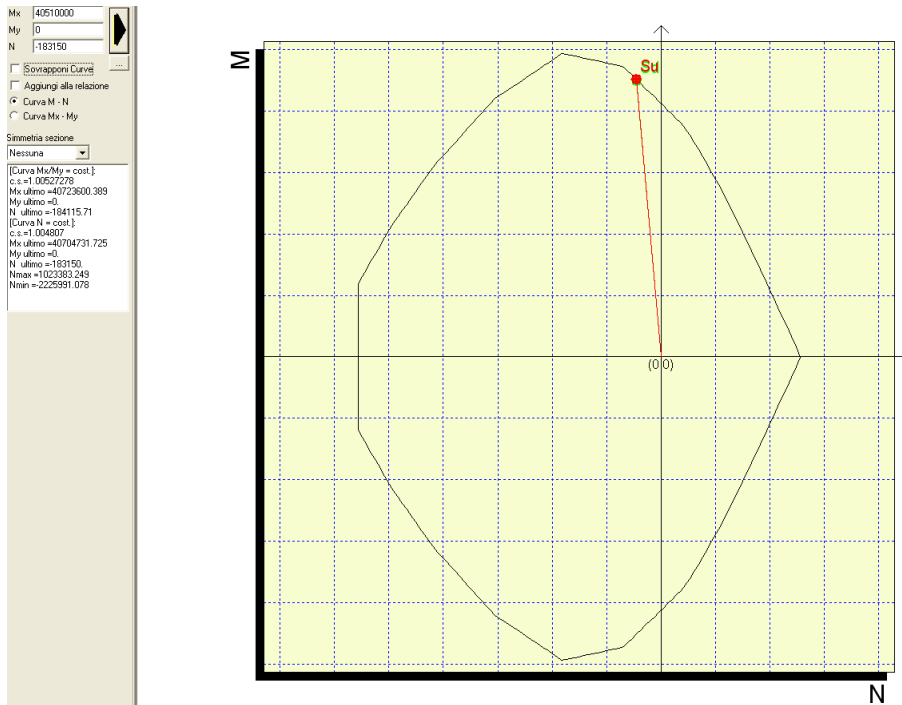 Mx 40510000
My 0
N -183150
...
Sovrapponi Curve
Aggiungi alla relazione
Curva M - N
Curva Mx - My
Simmetria sezione
Nessuna
[Curva Mx/My = cost.]:
c.s.=1.00527278
Mx ultimo =40723600.389
My ultimo =0.
N ultimo =-184115.71
[Curva N = cost.]:
c.s.=1.004807
Mx ultimo =40704731.725
My ultimo =0.
N ultimo =-183150.
Nmax =1023383.249
Nmin =-2225991.078
M
Su
(0.0)
N